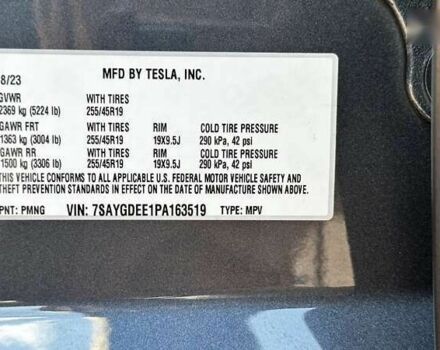 8/23 MFD BY TESLA, INC.
GVWR WITH TIRES
2369 kg (5224 lb) 255/45R19
GAWR FRT WITH TIRES RIM COLD TIRE PRESSURE
1363 kg (3004 lb) 255/45R19 19X9.5J 290 kPa, 42 psi
GAWR RR WITH TIRES RIM COLD TIRE PRESSURE
1500 kg (3306 lb) 255/45R19 19X9.5J 290 kPa, 42 psi
THIS VEHICLE CONFORMS TO ALL APPLICABLE U.S. FEDERAL MOTOR VEHICLE SAFETY AND
THEFT PREVENTION STANDARDS IN EFFECT ON THE DATE OF MANUFACTURE SHOWN ABOVE.
PNT: PMNG VIN: 7SAYGDEE1PA163519 TYPE: MPV